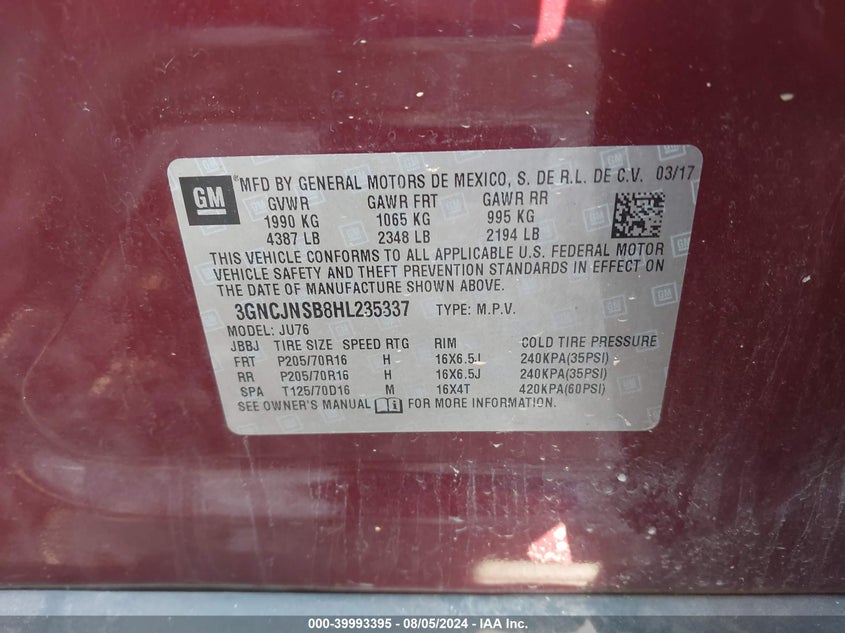 GM ® MFD BY GENERAL MOTORS DE MEXICO, S. DE R.L. DE C.V. 03/17
GVWR GAWR FRT GAWR RR
1990 KG 1065 KG 995 KG
4387 LB 2348 LB 2194 LB
THIS VEHICLE CONFORMS TO ALL APPLICABLE U.S. FEDERAL MOTOR
VEHICLE SAFETY AND THEFT PREVENTION STANDARDS IN EFFECT ON
THE DATE OF MANUFACTURE SHOWN ABOVE.
3GNCJNSB8HL235337 TYPE: M.P.V.
MODEL: JU76
JBBJ TIRE SIZE SPEED RTG RIM COLD TIRE PRESSURE
FRT P205/70R16 H 16X6.5J 240KPA(35PSI)
RR P205/70R16 H 16X6.5J 240KPA(35PSI)
SPA T125/70D16 M 16X4T 420KPA(60PSI)
SEE OWNER'S MANUAL FOR MORE INFORMATION.
000-39993395 - 08/05/2024 - IAA Inc.